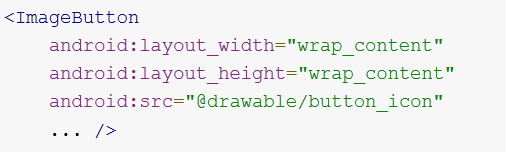 <ImageButton
android:layout_width="wrap_content"
android:layout_height="wrap_content"
android:src="@drawable/button_icon"
... />